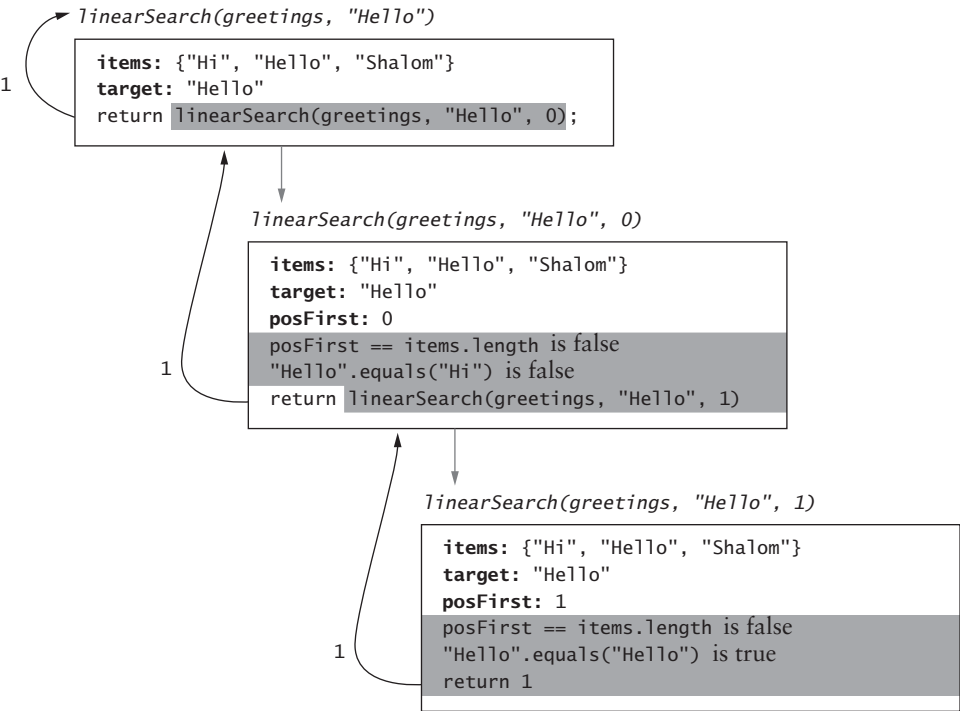 linearSearch(greetings, "Hello")
items: {"Hi", "Hello", "Shalom"}
target: "Hello"
return linearSearch(greetings, "Hello", 0);
1
linearSearch(greetings, "Hello", 0)
items: {"Hi", "Hello", "Shalom"}
target: "Hello"
posFirst: 0
posFirst == items.length is false
"Hello".equals("Hi") is false
return linearSearch(greetings, "Hello", 1)
1
linearSearch(greetings, "Hello", 1)
items: {"Hi", "Hello", "Shalom"}
target: "Hello"
posFirst: 1
posFirst == items.length is false
"Hello".equals("Hello") is true
return 1
1